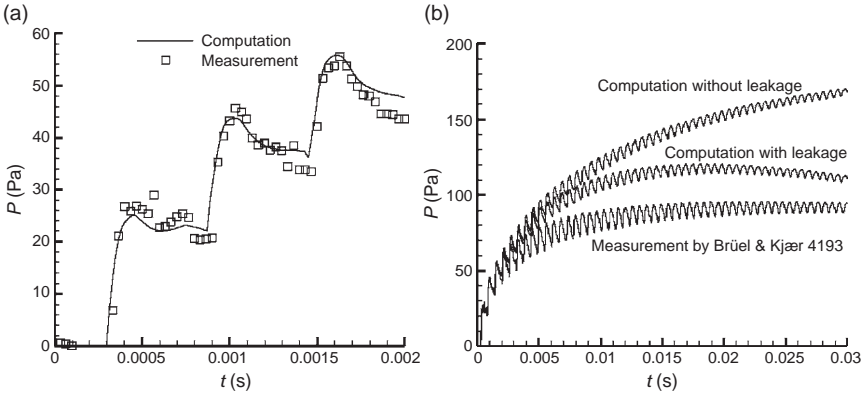 (a)
60
50
40
30
20
10
0
P (Pa)
Computation
Measurement
0
0.0005
0.001
0.0015
0.002
t (s)
(b)
200
150
100
50
0
P (Pa)
Computation without leakage
Computation with leakage
Measurement by Brüel & Kjær 4193
0
0.005
0.01
0.015
0.02
0.025
0.03
t (s)